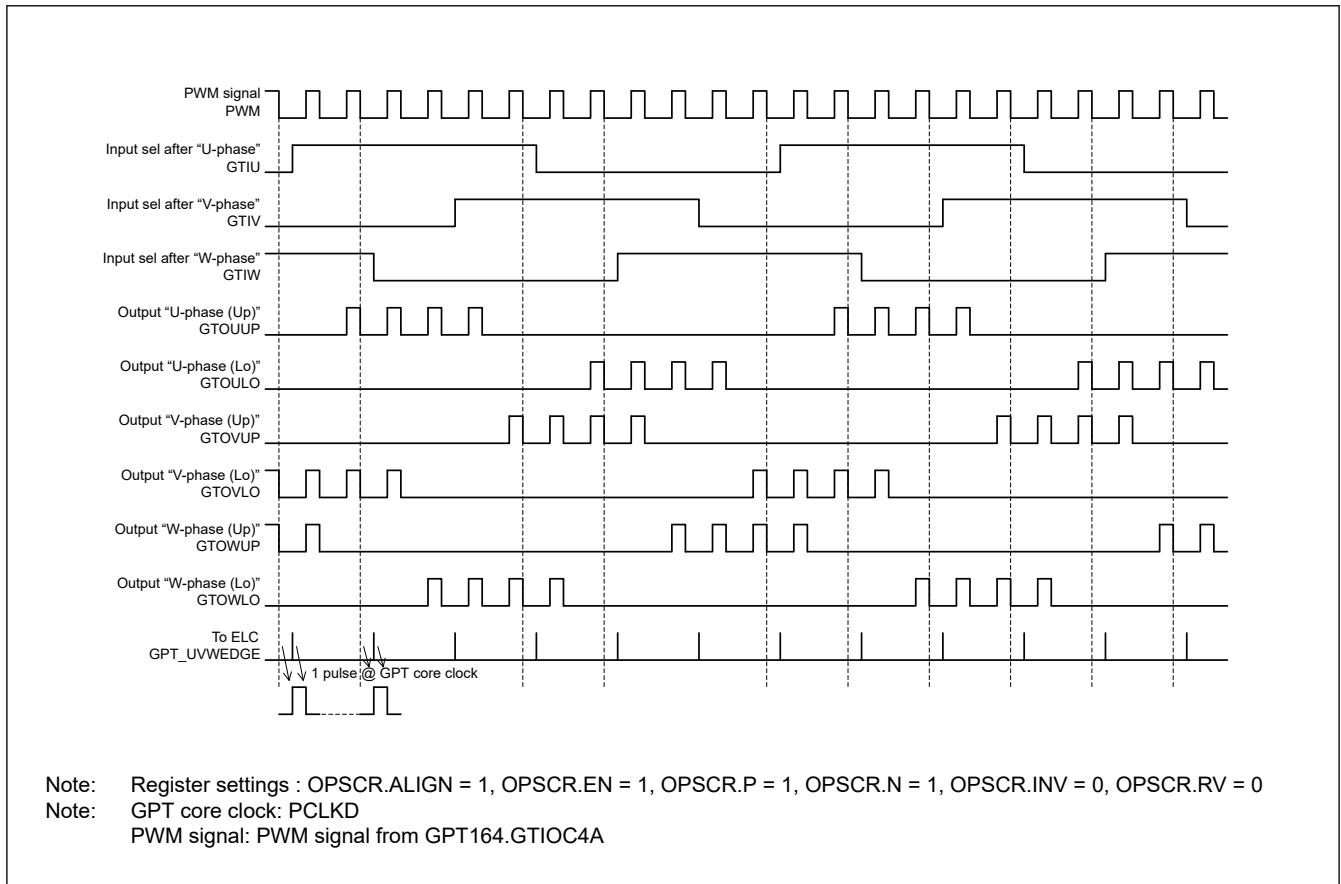 PWM signal
PWM
Input sel after “U-phase”
GTIU
Input sel after “V-phase”
GTIV
Input sel after “W-phase”
GTIW
Output “U-phase (Up)”
GTOUUP
Output “U-phase (Lo)”
GTOULO
Output “V-phase (Up)”
GTOVUP
Output “V-phase (Lo)”
GTOVLO
Output “W-phase (Up)”
GTOWUP
Output “W-phase (Lo)”
GTOWLO
To ELC
GPT_UVWEDGE
1 pulse @ GPT core clock
Note: Register settings : OPSCR.ALIGN = 1, OPSCR.EN = 1, OPSCR.P = 1, OPSCR.N = 1, OPSCR.INV = 0, OPSCR.RV = 0
Note: GPT core clock: PCLKD
PWM signal: PWM signal from GPT164.GTIOC4A